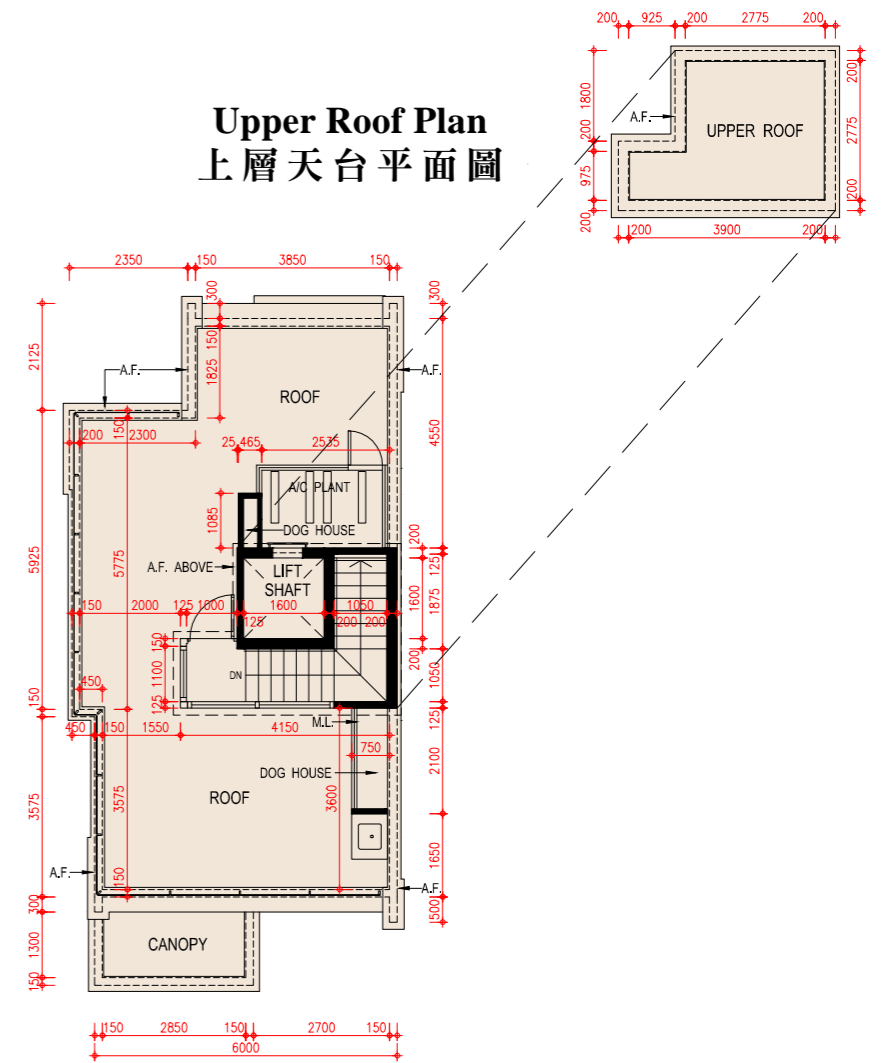 200 925 200 2775 200
Upper Roof Plan
上層天台平面圖
1800
200
975
200
A.F.
UPPER ROOF
200
2775
200
200 3900 200
2350 150 3850 150
300
300
2125
150
1825
A.F.
A.F.
ROOF
4550
150
200 2300
25 465 2535
A/C PLANT
1085
DOG HOUSE
200
5925
5775
A.F. ABOVE
LIFT
SHAFT
125
1600
1875
150 2000 125 1000 1600 1050
125 200 200
150
200
1100
DN
1050
450
125
150
125
450 150 1550 4150
M.L.
750
2100
DOG HOUSE
ROOF
3575
3575
3600
1650
A.F.
150
A.F.
300
500
CANOPY
1300
150
150 2850 150 2700 150
6000